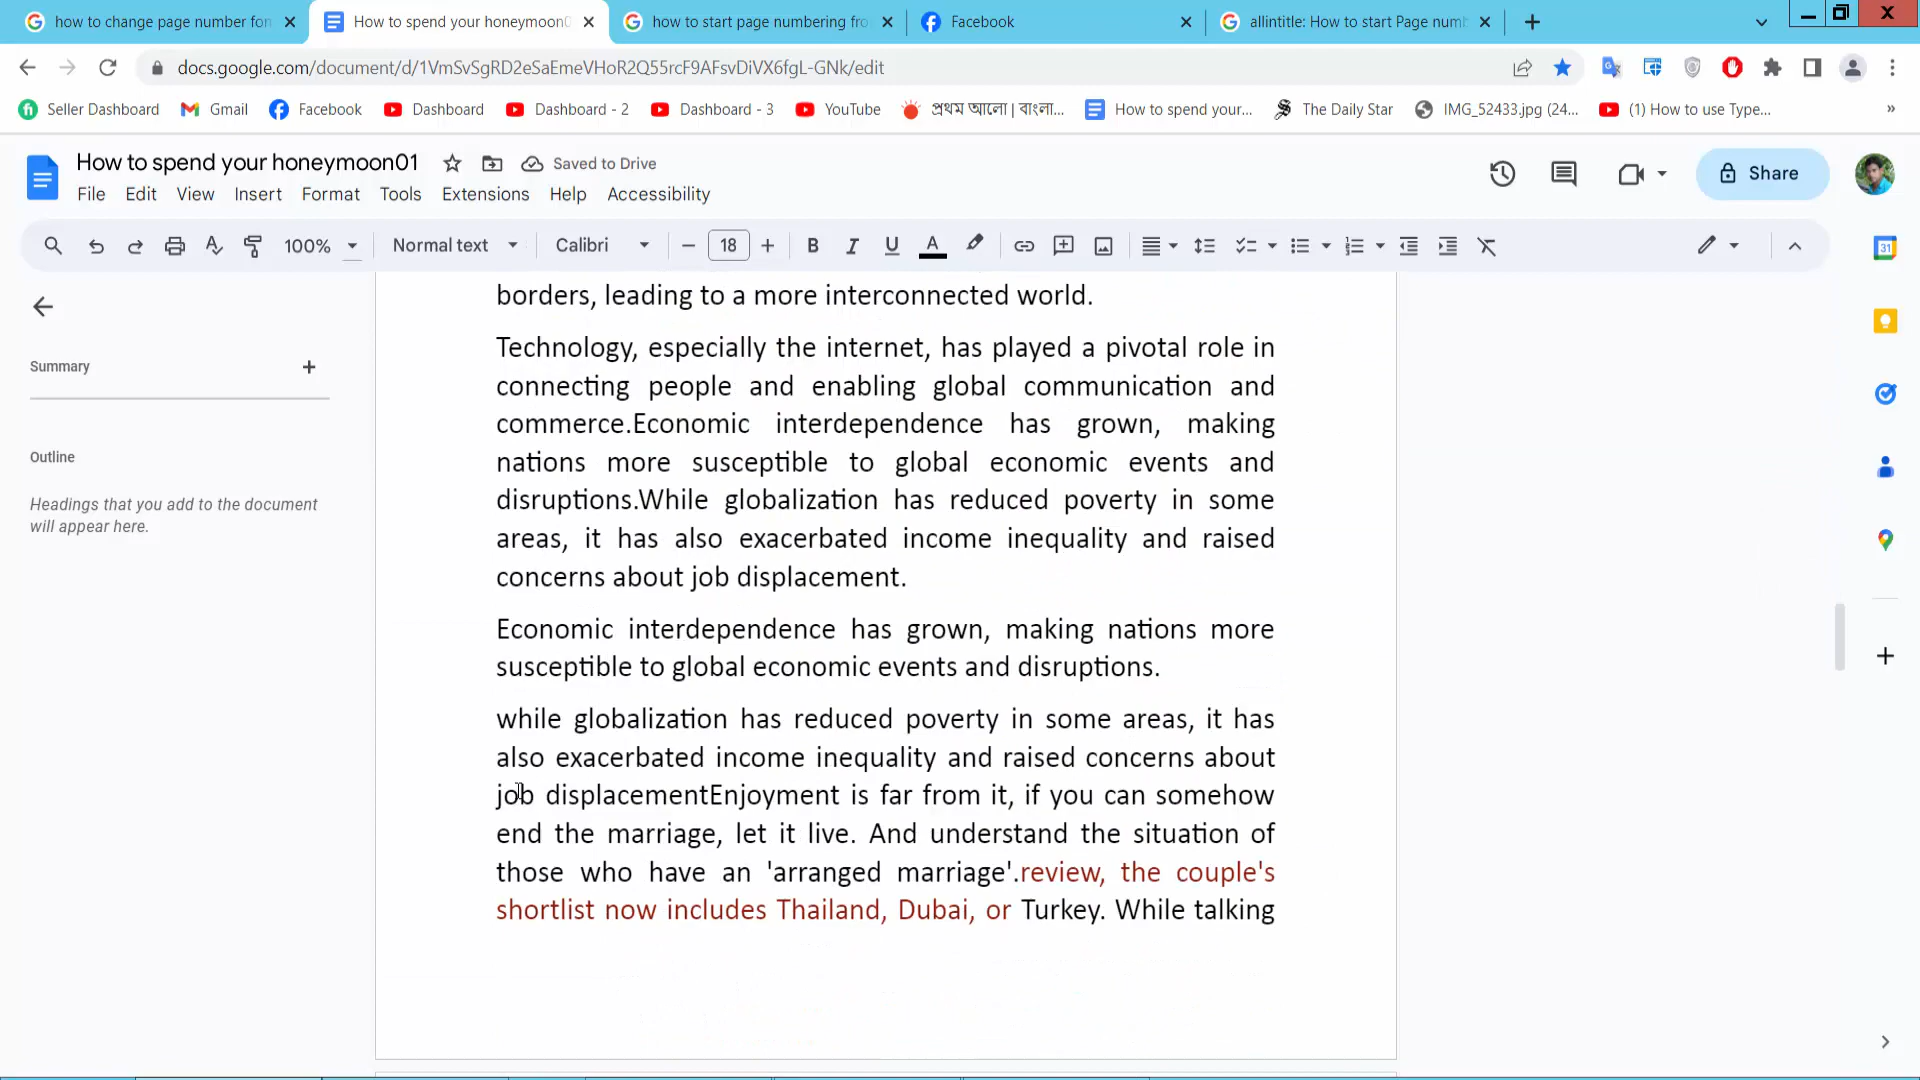 how to change page number fon
How to spend your honeymoon0
how to start page numbering fro
Facebook
allintitle: How to start Page numb
docs.google.com/document/d/1VmSvSgRD2eSaEmeVHoR2Q55rcF9AFsvDiVX6fgL-GNk/edit
Seller Dashboard
Gmail
Facebook
Dashboard
Dashboard - 2
Dashboard - 3
YouTube
প্রথম আলো | বাংলা...
How to spend your...
The Daily Star
IMG_52433.jpg (24...
(1) How to use Type...
How to spend your honeymoon01
Saved to Drive
File Edit View Insert Format Tools Extensions Help Accessibility
Share
100%
Normal text
Calibri
18
Summary
Outline
Headings that you add to the document
will appear here.
borders, leading to a more interconnected world.
Technology, especially the internet, has played a pivotal role in
connecting people and enabling global communication and
commerce.Economic interdependence has grown, making
nations more susceptible to global economic events and
disruptions.While globalization has reduced poverty in some
areas, it has also exacerbated income inequality and raised
concerns about job displacement.
Economic interdependence has grown, making nations more
susceptible to global economic events and disruptions.
while globalization has reduced poverty in some areas, it has
also exacerbated income inequality and raised concerns about
job displacementEnjoyment is far from it, if you can somehow
end the marriage, let it live. And understand the situation of
those who have an 'arranged marriage'.review, the couple's
shortlist now includes Thailand, Dubai, or Turkey. While talking